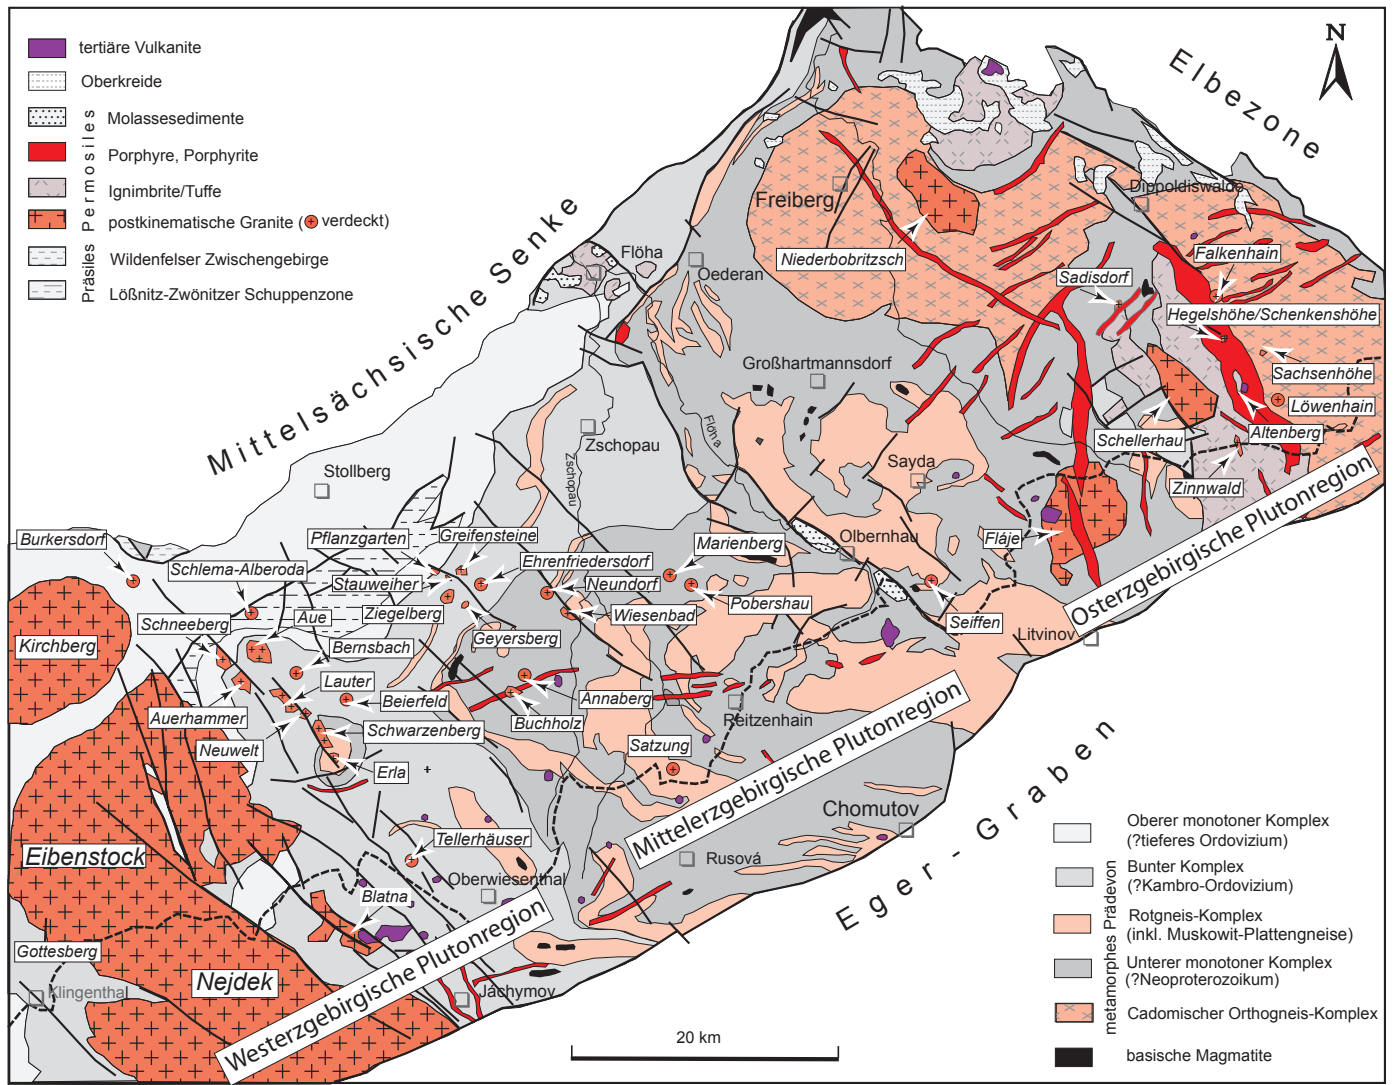 tertiäre Vulkanite
Oberkreide
Molassesedimente
Porphyre, Porphyrite
Ignimbrite/Tuffe
postkinematische Granite ( verdeckt)
Wildenfelser Zwischengebirge
Lößnitz-Zwönitzer Schuppenzone
Permosiles
Präsiles
N
Elbezone
Mittelsächsische Senke
Eger-Graben
Freiberg
Dippoldiswalde
Niederbobritzsch
Falkenhain
Sadisdorf
Hegelshöhe/Schenkenshöhe
Sachsenhöhe
Löwenhain
Altenberg
Schellerhau
Zinnwald
Flöha
Oederan
Großhartmannsdorf
Flöha
Zschopau
Zschopau
Stollberg
Sayda
Fláje
Olbernhau
Seiffen
Litvínov
Osterzgebirgische Plutonregion
Burkersdorf
Pflanzgarten
Greifensteine
Schlema-Alberoda
Stauweiher
Ehrenfriedersdorf
Marienberg
Neundorf
Ziegelberg
Wiesenbad
Pobershau
Schneeberg
Aue
Geyersberg
Kirchberg
Bernsbach
Lauter
Annaberg
Beierfeld
Auerhammer
Buchholz
Reitzenhain
Schwarzenberg
Neuwelt
Satzung
Erla
Mittelerzgebirgische Plutonregion
Chomutov
Eibenstock
Tellerhäuser
Rusová
Oberwiesenthal
Blatna
Gottesberg
Nejdek
Klingenthal
Jáchymov
Westerzgebirgische Plutonregion
20 km
metamorphes Prädevon
Oberer monotoner Komplex
(?tieferes Ordovizium)
Bunter Komplex
(?Kambro-Ordovizium)
Rotgneis-Komplex
(inkl. Muskowit-Plattengneise)
Unterer monotoner Komplex
(?Neoproterozoikum)
Cadomischer Orthogneis-Komplex
basische Magmatite